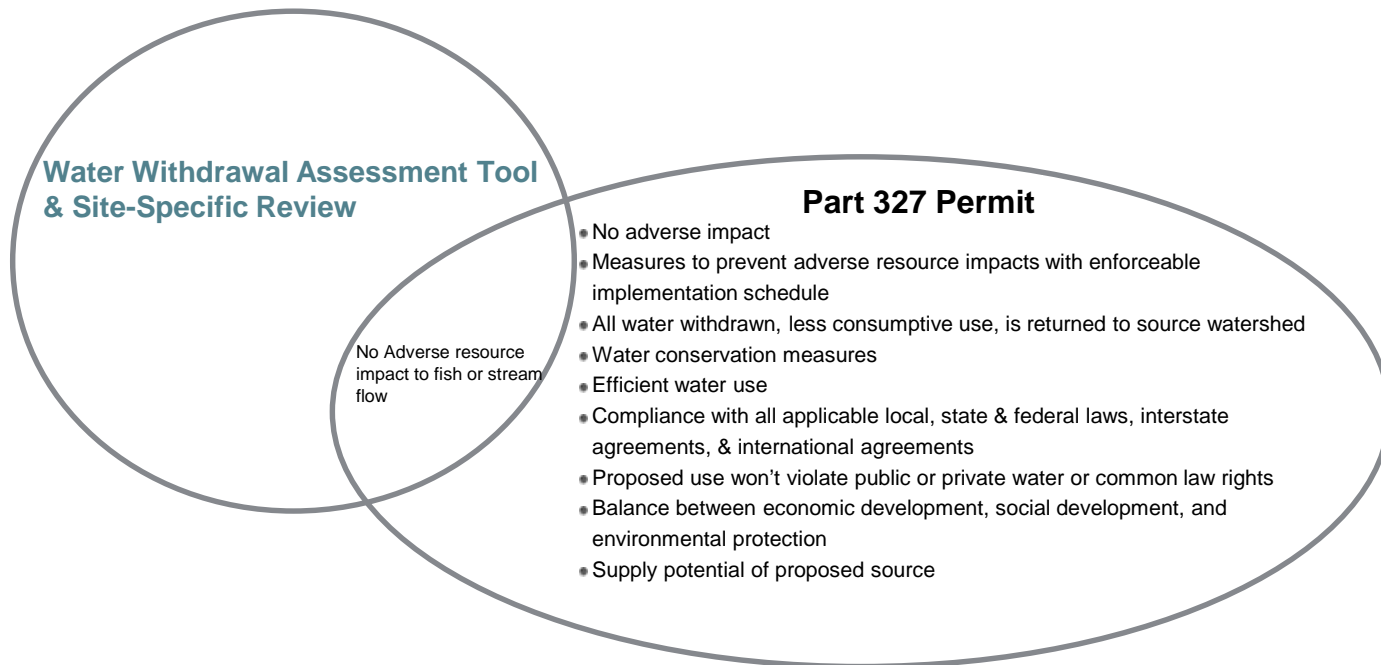 Water Withdrawal Assessment Tool
& Site-Specific Review
No Adverse resource
impact to fish or stream
flow
Part 327 Permit
No adverse impact
Measures to prevent adverse resource impacts with enforceable
implementation schedule
All water withdrawn, less consumptive use, is returned to source watershed
Water conservation measures
Efficient water use
Compliance with all applicable local, state & federal laws, interstate
agreements, & international agreements
Proposed use won’t violate public or private water or common law rights
Balance between economic development, social development, and
environmental protection
Supply potential of proposed source